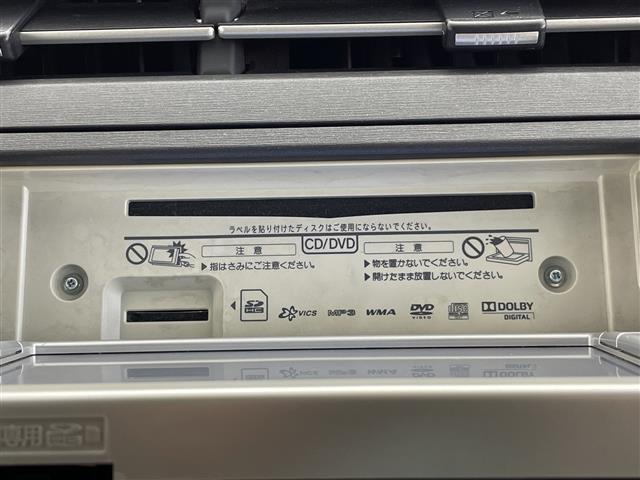 ラベルを貼り付けたディスクはご使用にならないでください。
注意 CD/DVD 注意
▶指はさみにご注意ください。 ▶物を置かないでください。
▶開けたまま放置しないでください。
SD HC VICS MP3 WMA DVD VIDEO DOLBY DIGITAL
専用 SD HC